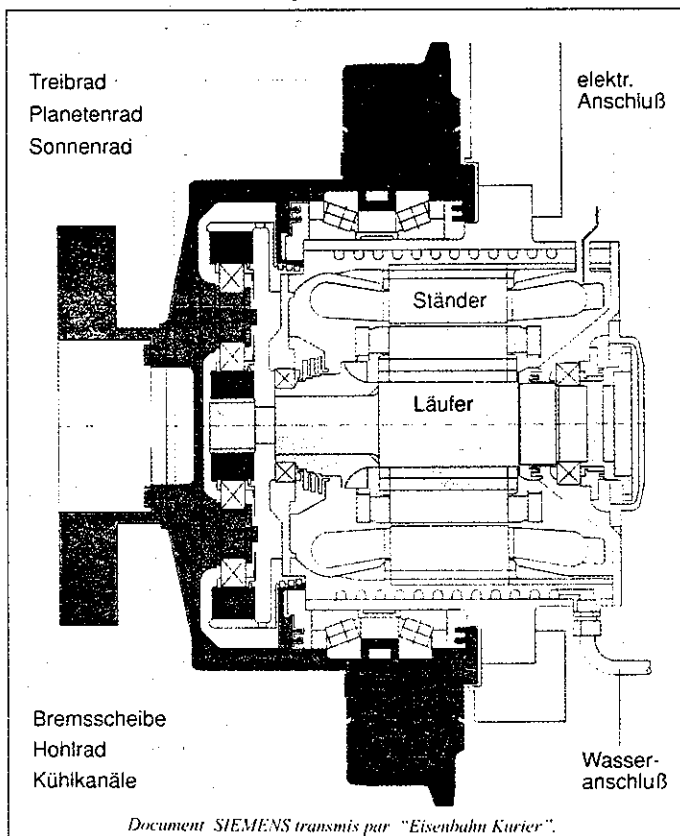 Treibrad
Planetenrad
Sonnenrad
elektr.
Anschluß
Ständer
Läufer
Bremsscheibe
Hohlrad
Kühlkanäle
Wasser-
anschluß
Document SIEMENS transmis par "Eisenbahn Kurier".